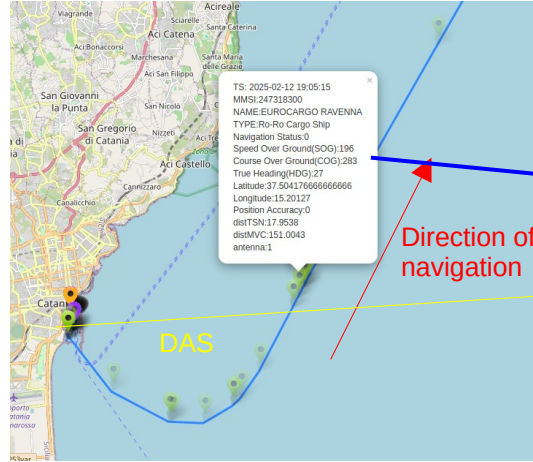 Viagrande
Acireale
Sciarelle
Santa Caterina
Aci Catena
Aci Bonaccorsi
Marchesana
Santa Maria
delle Grazie
Aci San Filippo
San Giovanni
la Punta
San Nicolò
San Gregorio
di Catania
Nizzeti
Aci Castello
Cannizzaro
Canalicchio
×
TS: 2025-02-12 19:05:15
MMSI:247318300
NAME:EUROCARGO RAVENNA
TYPE:Ro-Ro Cargo Ship
Navigation Status:0
Speed Over Ground(SOG):196
Course Over Ground(COG):283
True Heading(HDG):27
Latitude:37.504176666666666
Longitude:15.20127
Position Accuracy:0
distTSN:17.9538
distMVC:151.0043
antenna:1
Direction of
navigation
Catani
DAS